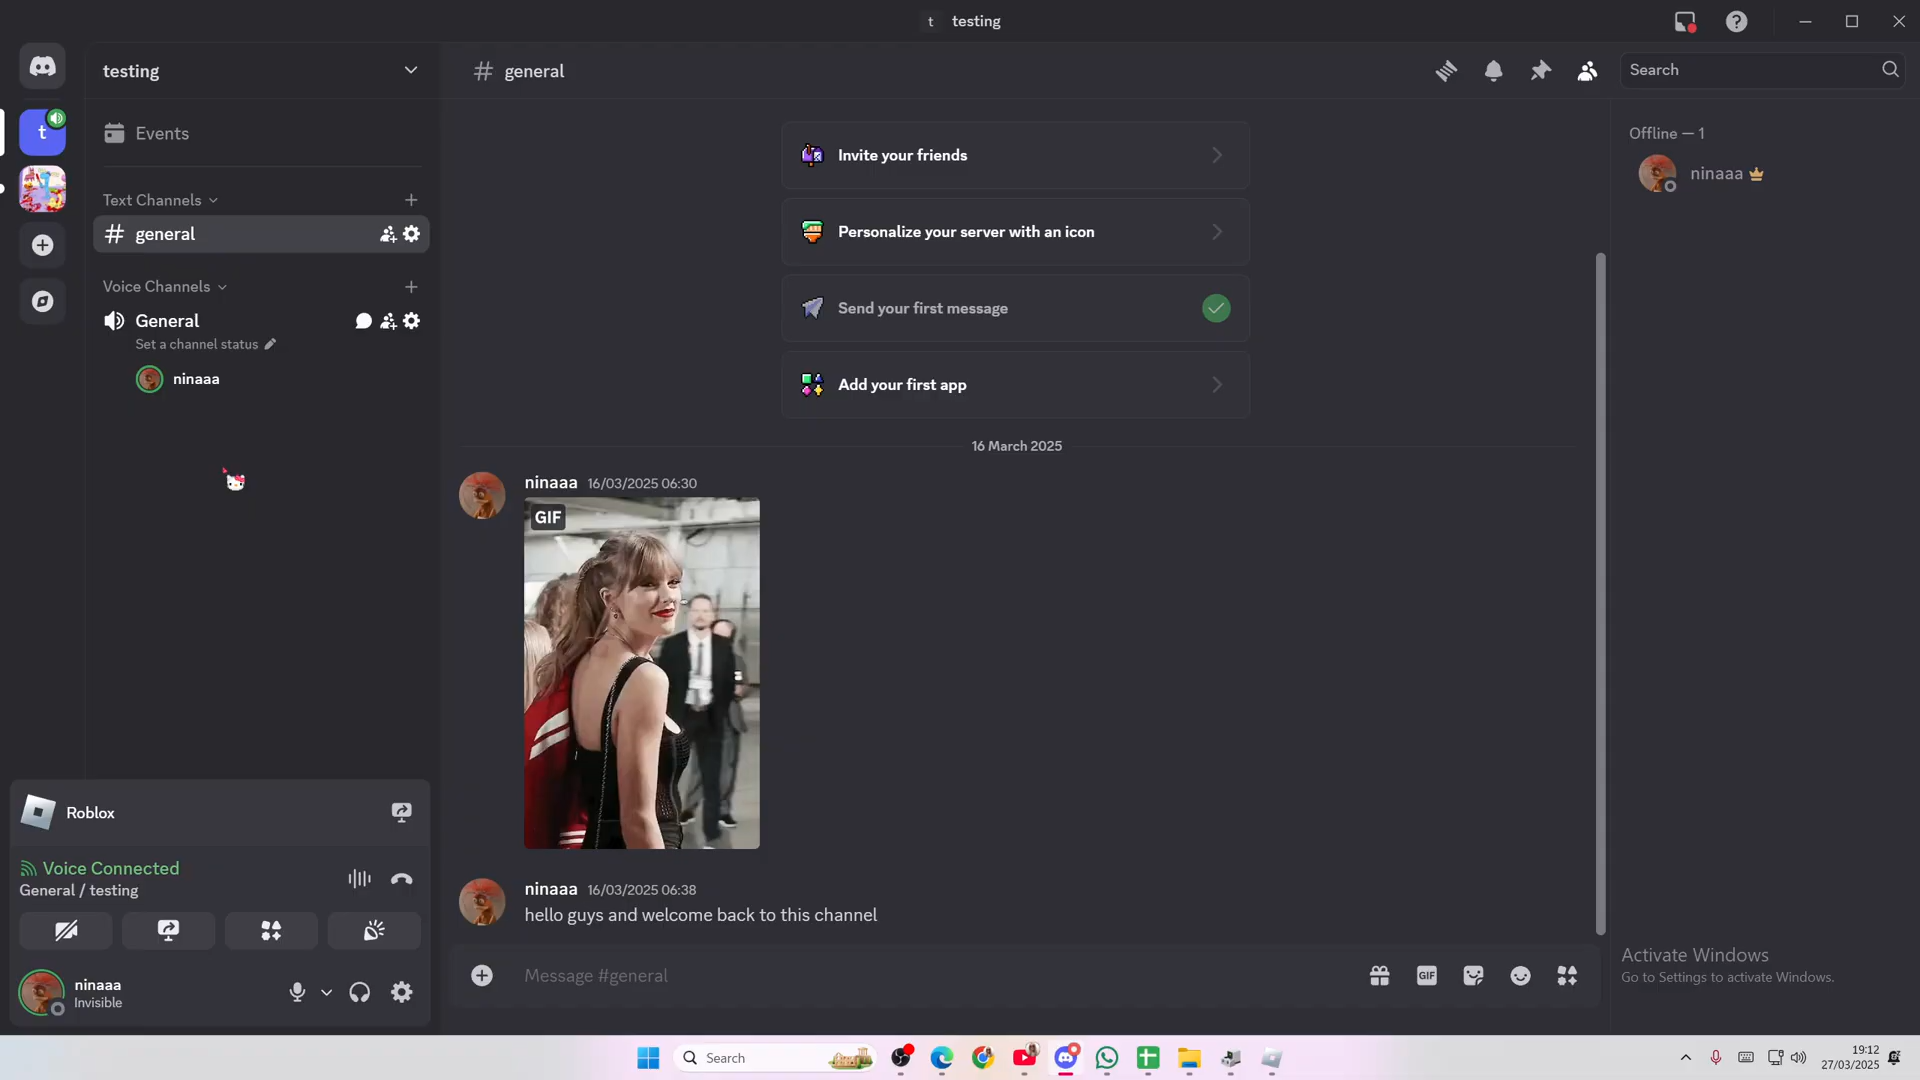 t testing
testing
t
Events
Text Channels
general
Voice Channels
General
Set a channel status
ninaaa
Roblox
Voice Connected
General / testing
ninaaa
Invisible
# general
Search
Invite your friends
Personalize your server with an icon
Send your first message
Add your first app
16 March 2025
ninaaa 16/03/2025 06:30
GIF
ninaaa 16/03/2025 06:38
hello guys and welcome back to this channel
Message #general
GIF
Offline — 1
ninaaa
Activate Windows
Go to Settings to activate Windows.
Search
19:12
27/03/2025